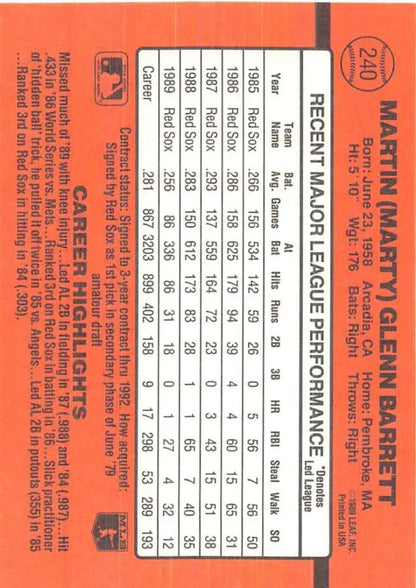 240
MARTIN (MARTY) GLENN BARRETT
Born: June 23, 1958 Arcadia, CA Home: Pembroke, MA
Ht: 5' 10" Wgt: 176 Bats: Right Throws: Right
©1989 LEAF, INC.
Printed in USA
RECENT MAJOR LEAGUE PERFORMANCE
*Denotes
Led League
Year Team Name Bat. Avg. Games At Bat Hits Runs 2B 3B HR RBI Steal Walk SO
1985 Red Sox .266 156 534 142 59 26 0 5 56 7 56 50
1986 Red Sox .286 158 625 179 94 39 4 4 60 15 65 31
1987 Red Sox .293 137 559 164 72 23 0 3 43 15 51 38
1988 Red Sox .283 150 612 173 83 28 1 1 65 7 40 35
1989 Red Sox .256 86 336 86 31 18 0 1 27 4 32 12
Career .281 867 3203 899 402 158 9 17 298 53 289 193
Contract status: Signed to 3-year contract thru 1992. How acquired:
Signed by Red Sox as 1st pick in secondary phase of June '79
amateur draft
MLB
CAREER HIGHLIGHTS
Missed much of '89 with knee injury...Led AL 2B in fielding in '87 (.988) and '84 (.987)...Hit
.433 in '86 World Series vs. Mets...Ranked 3rd on Red Sox in batting in '86...Slick practitioner
of 'hidden ball' trick, he pulled it off twice in '85 vs. Angels...Led AL 2B in putouts (355) in '85
...Ranked 3rd on Red Sox in hitting in '84 (.303).